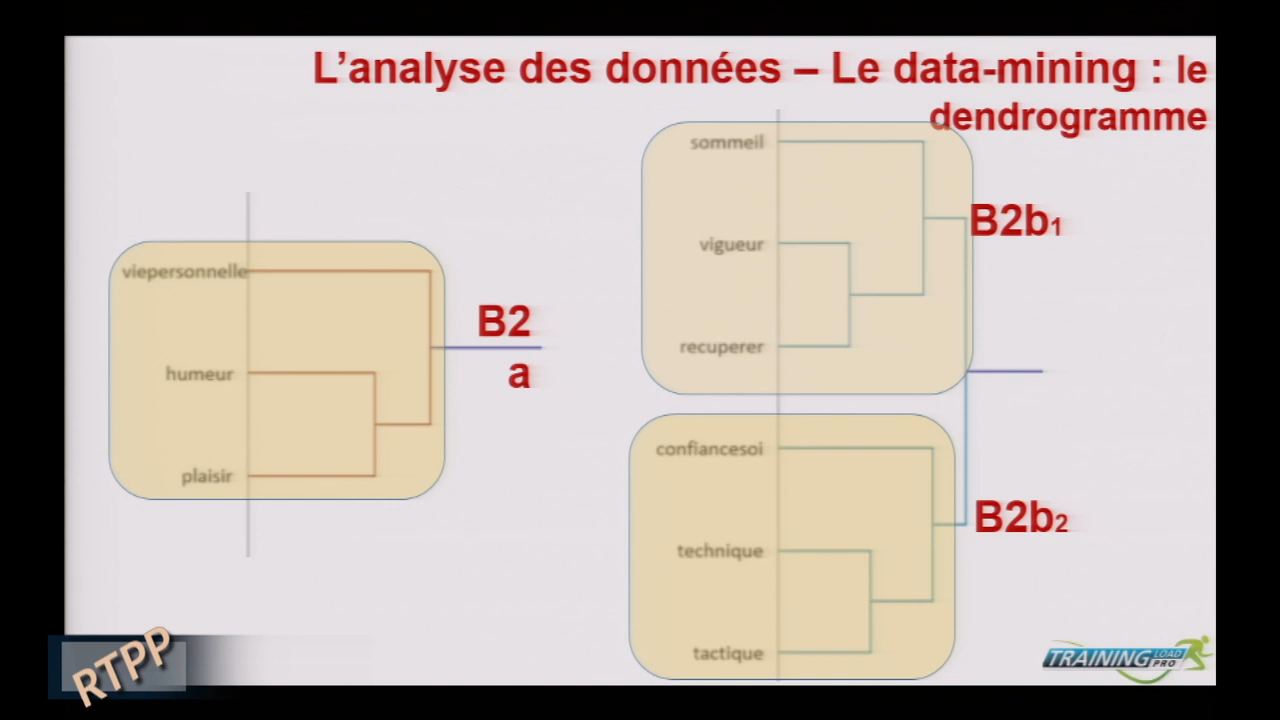 L’analyse des données – Le data-mining : le
dendrogramme
viepersonnelle
humeur
plaisir
B2
a
sommeil
vigueur
recuperer
B2b1
confiancesoi
technique
tactique
B2b2
RTPP
TRAINING LOAD PRO